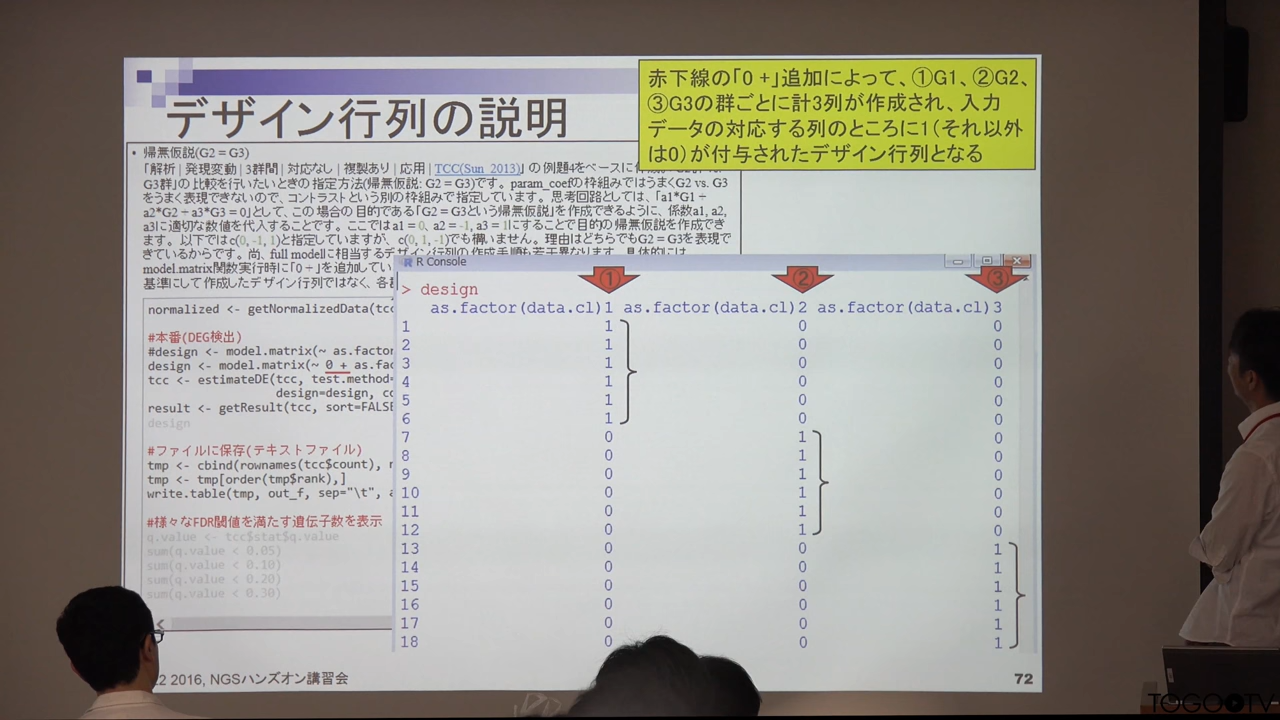 デザイン行列の説明
赤下線の「0 +」追加によって、①G1、②G2、
③G3の群ごとに計3列が作成され、入力
データの対応する列のところに1(それ以外
は0)が付与されたデザイン行列となる
• 帰無仮説(G2 = G3)
「解析 | 発現変動 | 3群間 | 対応なし | 複製あり | 応用 | TCC(Sun_2013)」の例題4をベースに
G3群」の比較を行いたいときの指定方法(帰無仮説: G2 = G3)です。param_coefの枠組みではうまくG2 vs. G3
をうまく表現できないので、コントラストという別の枠組みで指定しています。思考回路としては、「a1*G1 +
a2*G2 + a3*G3 = 0」として、この場合の目的である「G2 = G3という帰無仮説」を作成できるように、係数a1, a2,
a3に適切な数値を代入することです。ここではa1 = 0, a2 = -1, a3 = 1にすることで目的の帰無仮説を作成でき
ます。以下ではc(0, -1, 1)と指定していますが、c(0, 1, -1)でも構いません。理由はどちらでもG2 = G3を表現で
きているからです。尚、full modelに相当するデザイン行列の作成手順も若干異なります。具体的には、
model.matrix関数実行時に「0 +」を追加してい
基準にして作成したデザイン行列ではなく、各
normalized <- getNormalizedData(tcc
#本番(DEG検出)
#design <- model.matrix(~ as.factor
design <- model.matrix(~ 0 + as.fac
tcc <- estimateDE(tcc, test.method=
design=design, co
result <- getResult(tcc, sort=FALSE
design
#ファイルに保存(テキストファイル)
tmp <- cbind(rownames(tcc$count), n
tmp <- tmp[order(tmp$rank),]
write.table(tmp, out_f, sep="\t", a
#様々なFDR閾値を満たす遺伝子数を表示
q.value <- tcc$stat$q.value
sum(q.value < 0.05)
sum(q.value < 0.10)
sum(q.value < 0.20)
sum(q.value < 0.30)
R Console
① ② ③
> design
as.factor(data.cl)1 as.factor(data.cl)2 as.factor(data.cl)3
1 1 0 0
2 1 0 0
3 1 0 0
4 1 0 0
5 1 0 0
6 1 0 0
7 0 1 0
8 0 1 0
9 0 1 0
10 0 1 0
11 0 1 0
12 0 1 0
13 0 0 1
14 0 0 1
15 0 0 1
16 0 0 1
17 0 0 1
18 0 0 1
2016, NGSハンズオン講習会
72
TOGOTV